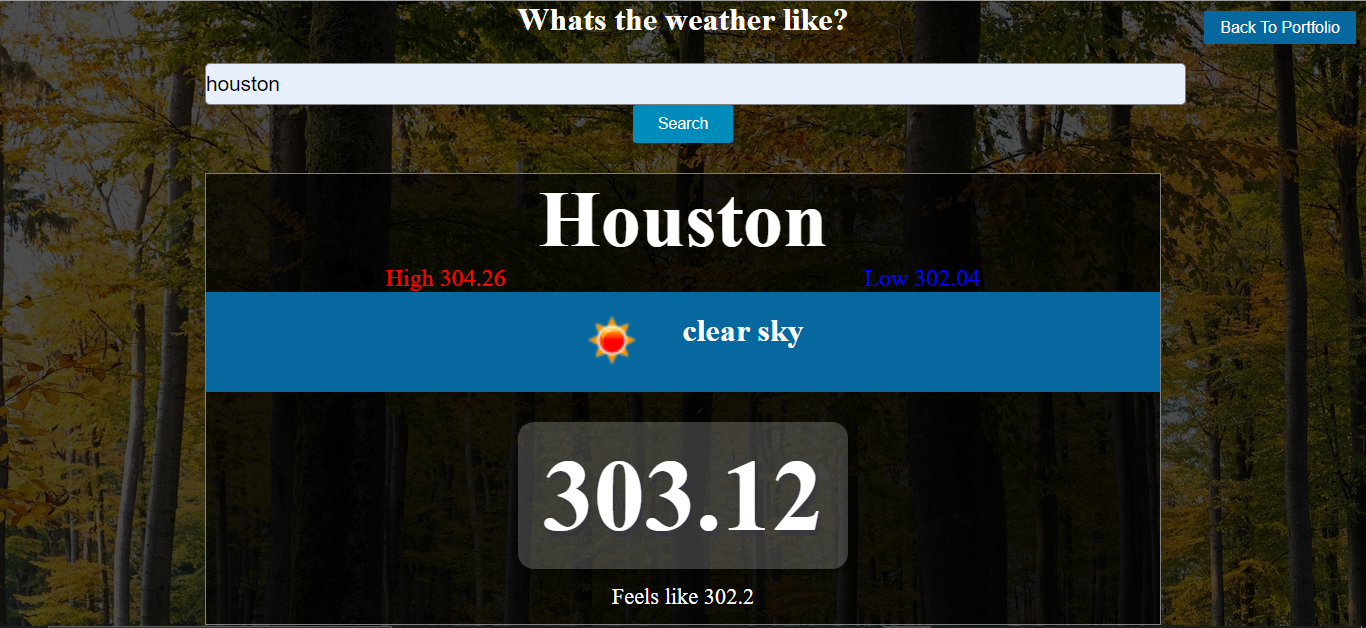 Whats the weather like?
Back To Portfolio
houston
Search
Houston
High 304.26 Low 302.04
clear sky
303.12
Feels like 302.2